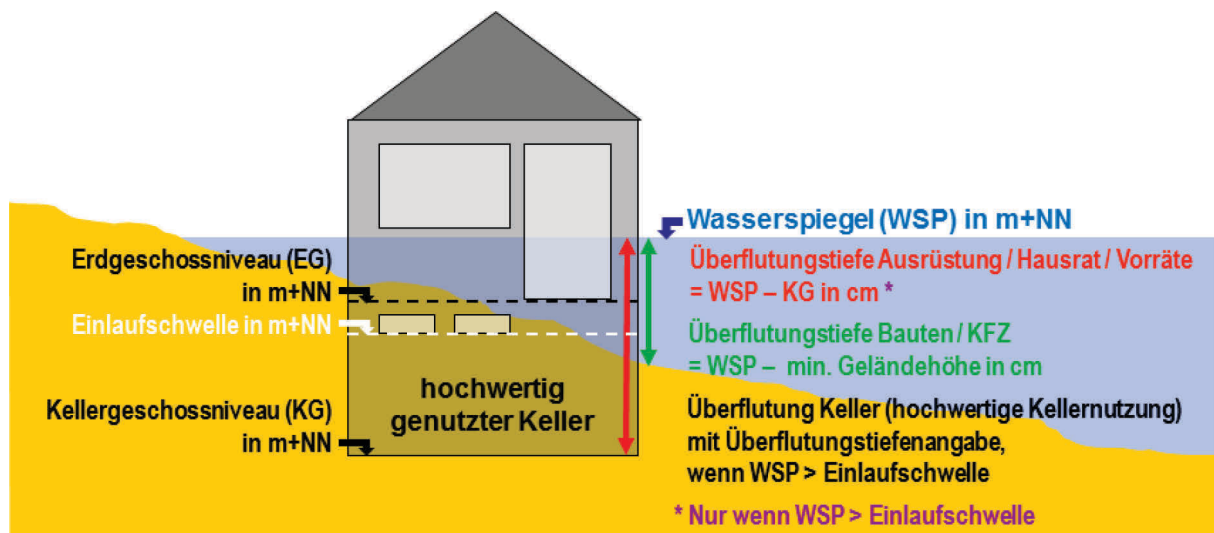 Wasserspiegel (WSP) in m+NN
Erdgeschossniveau (EG)
in m+NN
Einlaufschwelle in m+NN
Kellergeschossniveau (KG)
in m+NN
hochwertig
genutzter Keller
Überflutungstiefe Ausrüstung / Hausrat / Vorräte
= WSP – KG in cm *
Überflutungstiefe Bauten / KFZ
= WSP – min. Geländehöhe in cm
Überflutung Keller (hochwertige Kellernutzung)
mit Überflutungstiefenangabe,
wenn WSP > Einlaufschwelle
* Nur wenn WSP > Einlaufschwelle